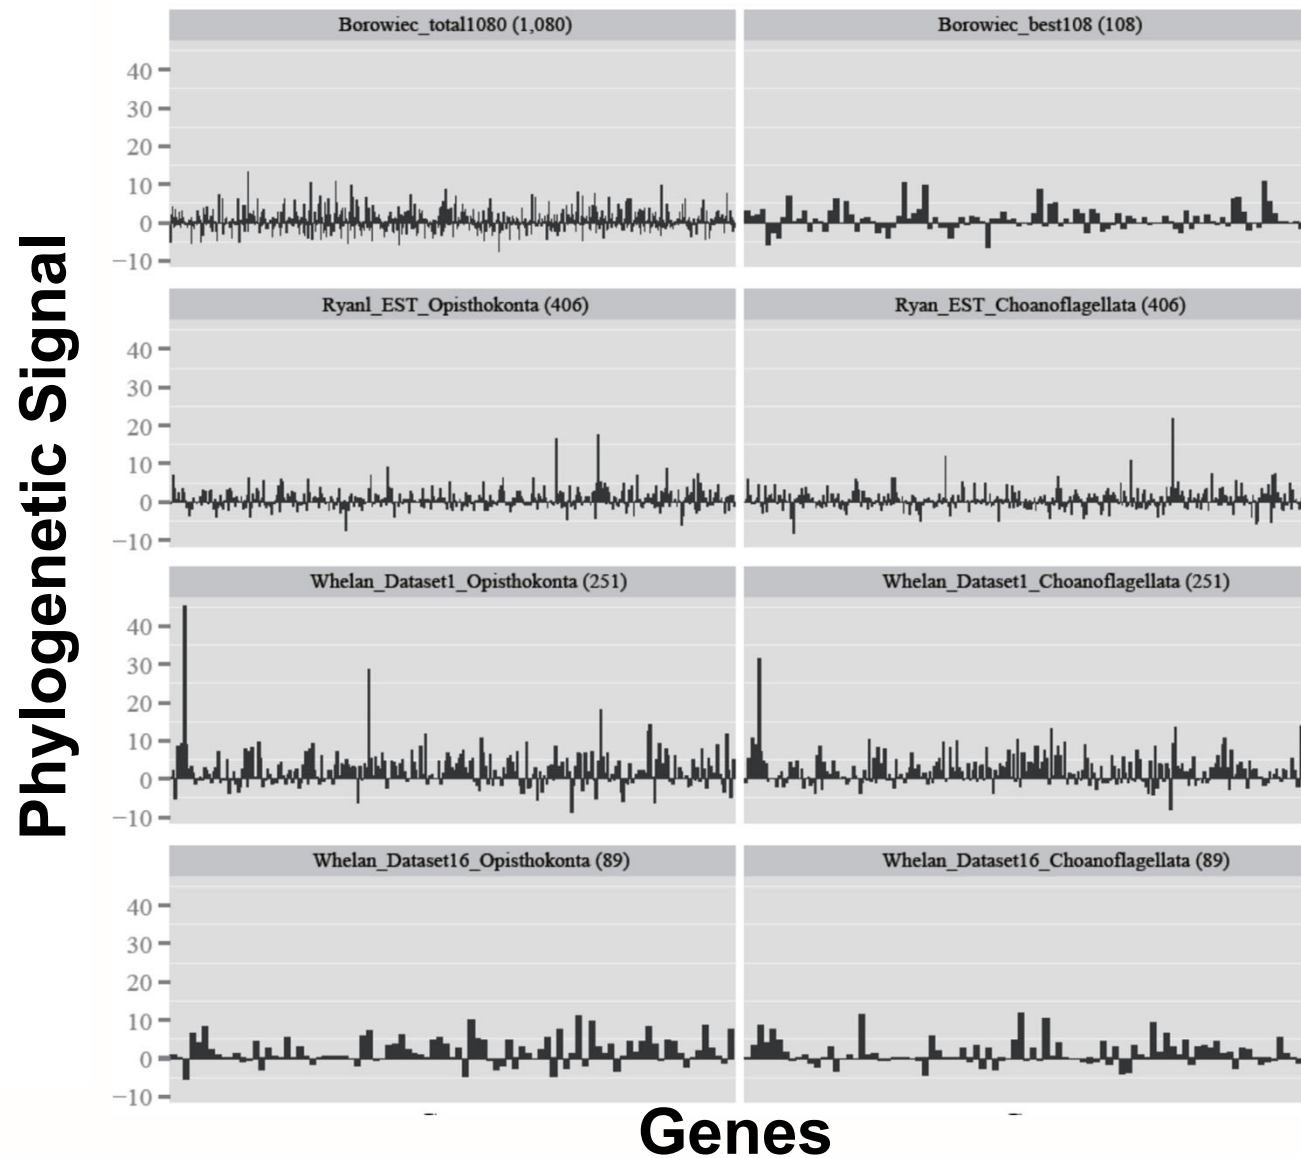 Borowiec_total1080 (1,080)
Borowiec_best108 (108)
40
30
20
10
0
−10
Ryanl_EST_Opisthokonta (406)
Ryan_EST_Choanoflagellata (406)
40
30
20
10
0
−10
Whelan_Dataset1_Opisthokonta (251)
Whelan_Dataset1_Choanoflagellata (251)
40
30
20
10
0
−10
Whelan_Dataset16_Opisthokonta (89)
Whelan_Dataset16_Choanoflagellata (89)
40
30
20
10
0
−10
Phylogenetic Signal
Genes